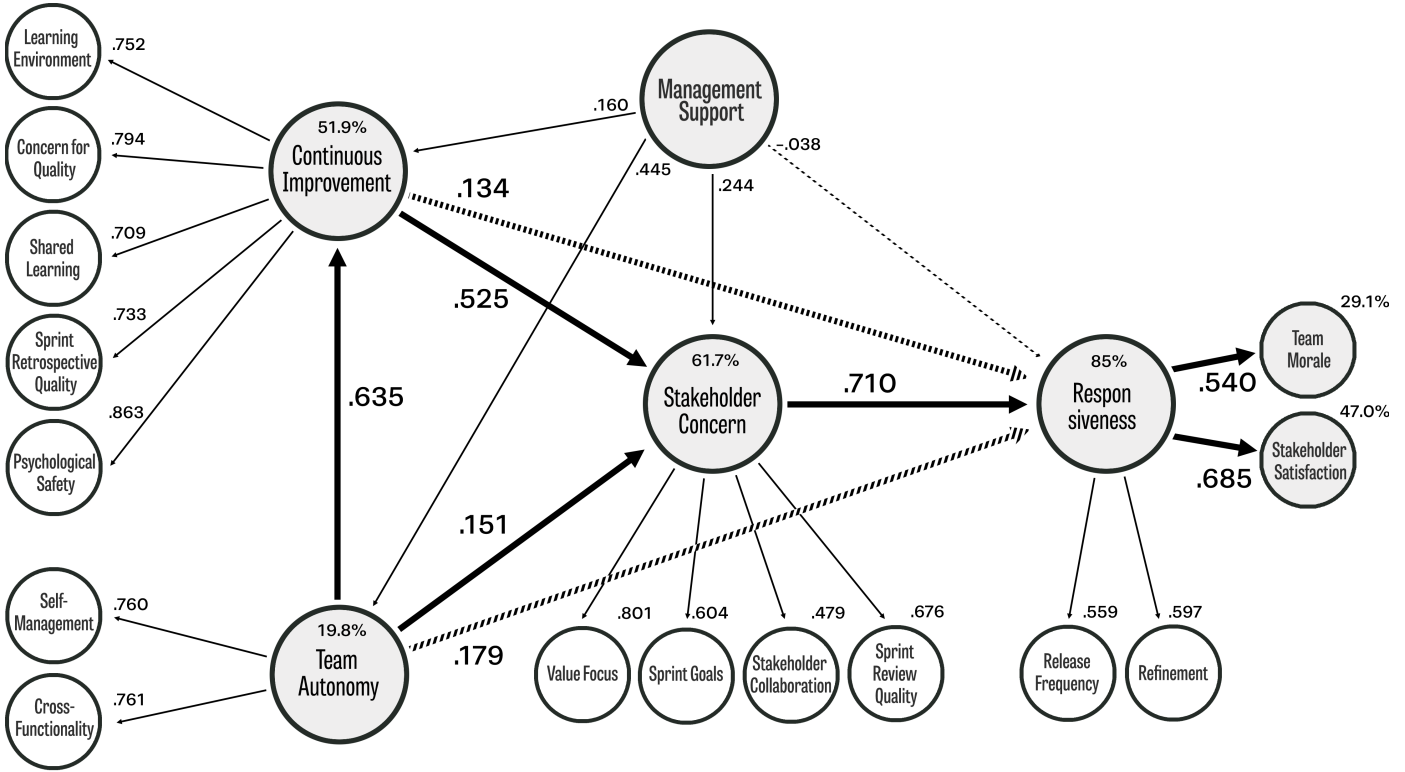 Learning
Environment
.752
Concern for
Quality
.794
Shared
Learning
.709
Sprint
Retrospective
Quality
.733
Psychological
Safety
.863
Self-
Management
.760
Cross-
Functionality
.761
51.9%
Continuous
Improvement
.635
19.8%
Team
Autonomy
Management
Support
.160
.445
.244
-.038
.134
.525
.151
.179
61.7%
Stakeholder
Concern
.710
.801
Value Focus
.604
Sprint Goals
.479
Stakeholder
Collaboration
.676
Sprint
Review
Quality
85%
Respon
siveness
.559
Release
Frequency
.597
Refinement
29.1%
Team
Morale
.540
47.0%
Stakeholder
Satisfaction
.685